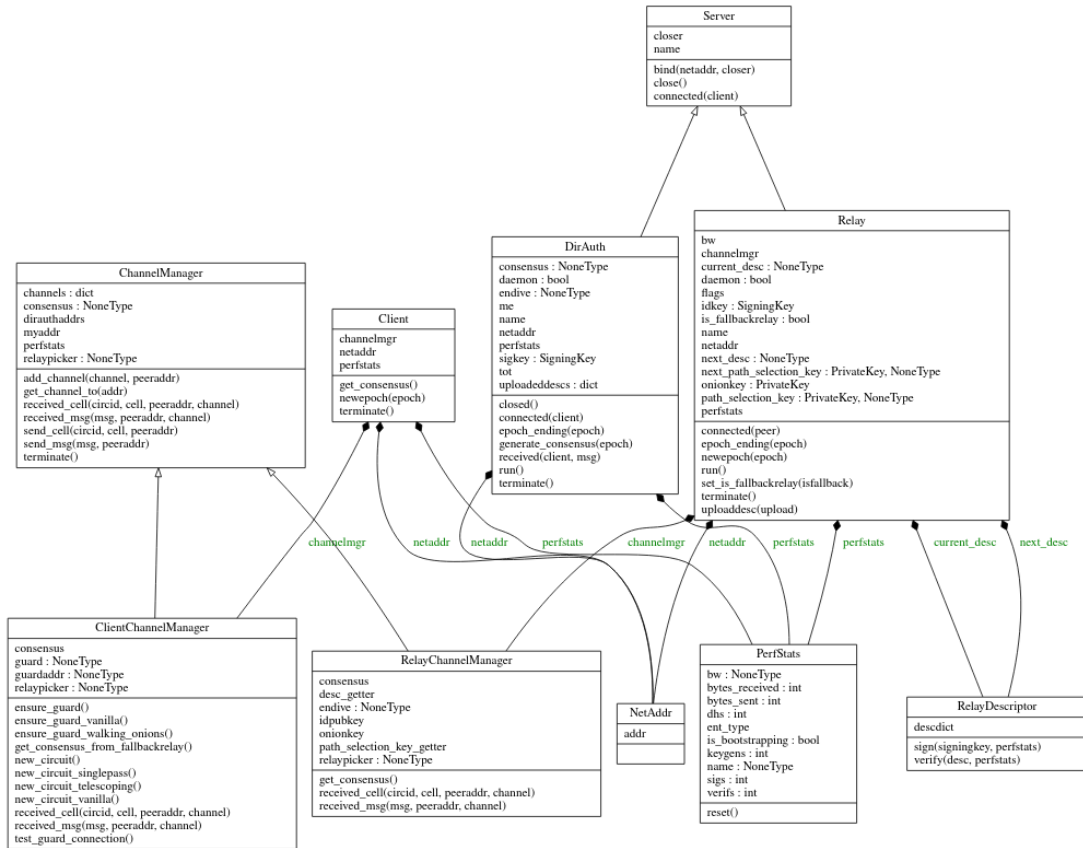 Server
closer
name
bind(netaddr, closer)
close()
connected(client)
Relay
bw
channelmgr
current_desc : NoneType
daemon : bool
flags
idkey : SigningKey
is_fallbackrelay : bool
name
netaddr
next_desc : NoneType
next_path_selection_key : PrivateKey, NoneType
onionkey : PrivateKey
path_selection_key : PrivateKey, NoneType
perfstats
connected(peer)
epoch_ending(epoch)
newepoch(epoch)
run()
set_is_fallbackrelay(isfallback)
terminate()
uploaddesc(upload)
DirAuth
consensus : NoneType
daemon : bool
endive : NoneType
me
name
netaddr
perfstats
sigkey : SigningKey
tot
uploadeddescs : dict
closed()
connected(client)
epoch_ending(epoch)
generate_consensus(epoch)
received(client, msg)
run()
terminate()
ChannelManager
channels : dict
consensus : NoneType
dirauthaddrs
myaddr
perfstats
relaypicker : NoneType
add_channel(channel, peeraddr)
get_channel_to(addr)
received_cell(circid, cell, peeraddr, channel)
received_msg(msg, peeraddr, channel)
send_cell(circid, cell, peeraddr)
send_msg(msg, peeraddr)
terminate()
Client
channelmgr
netaddr
perfstats
get_consensus()
newepoch(epoch)
terminate()
channelmgr
netaddr
netaddr
perfstats
channelmgr
netaddr
perfstats
perfstats
current_desc
next_desc
ClientChannelManager
consensus
guard : NoneType
guardaddr : NoneType
relaypicker : NoneType
ensure_guard()
ensure_guard_vanilla()
ensure_guard_walking_onions()
get_consensus_from_fallbackrelay()
new_circuit()
new_circuit_singlepass()
new_circuit_telescoping()
new_circuit_vanilla()
received_cell(circid, cell, peeraddr, channel)
received_msg(msg, peeraddr, channel)
test_guard_connection()
RelayChannelManager
consensus
desc_getter
endive : NoneType
idpubkey
onionkey
path_selection_key_getter
relaypicker : NoneType
get_consensus()
received_cell(circid, cell, peeraddr, channel)
received_msg(msg, peeraddr, channel)
NetAddr
addr
PerfStats
bw : NoneType
bytes_received : int
bytes_sent : int
dhs : int
ent_type
is_bootstrapping : bool
keygens : int
name : NoneType
sigs : int
verifs : int
reset()
RelayDescriptor
descdict
sign(signingkey, perfstats)
verify(desc, perfstats)